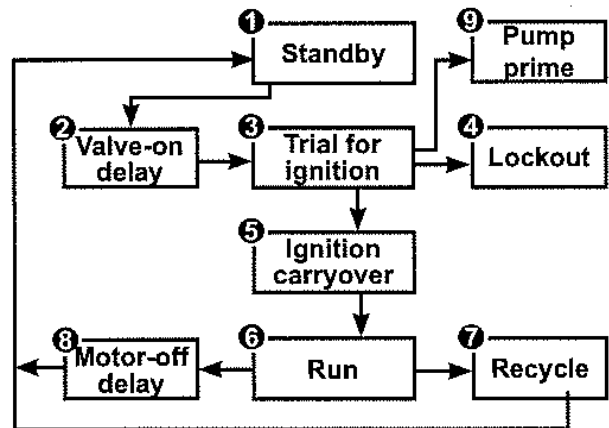 1
Standby
9
Pump
prime
2
Valve-on
delay
3
Trial for
ignition
4
Lockout
5
Ignition
carryover
8
Motor-off
delay
6
Run
7
Recycle